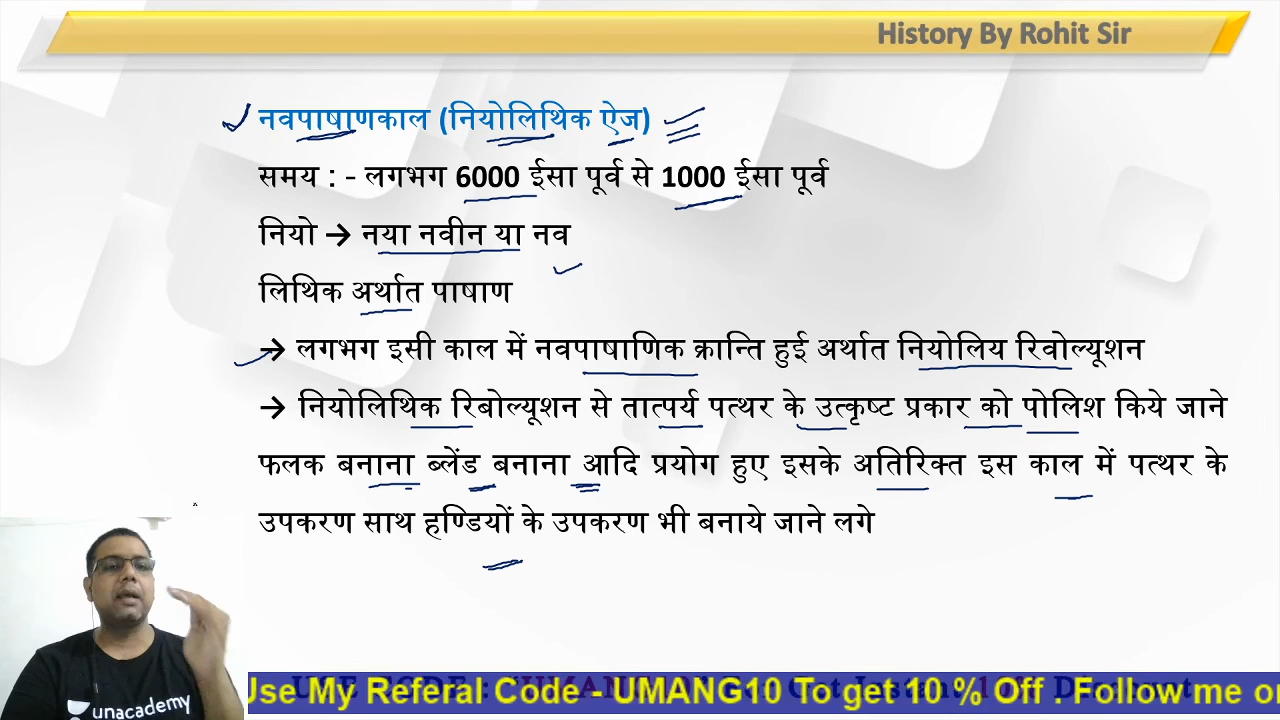 History By Rohit Sir
नवपाषाणकाल (नियोलिथिक ऐज)
समय : - लगभग 6000 ईसा पूर्व से 1000 ईसा पूर्व
नियो → नया नवीन या नव
लिथिक अर्थात पाषाण
→ लगभग इसी काल में नवपाषाणिक क्रान्ति हुई अर्थात नियोलिय रिवोल्यूशन
→ नियोलिथिक रिबोल्यूशन से तात्पर्य पत्थर के उत्कृष्ट प्रकार को पोलिश किये जाने
फलक बनाना ब्लेंड बनाना आदि प्रयोग हुए इसके अतिरिक्त इस काल में पत्थर के
उपकरण साथ हण्डियों के उपकरण भी बनाये जाने लगे
unacademy
Use My Referal Code - UMANG10 To get 10 % Off . Follow me on